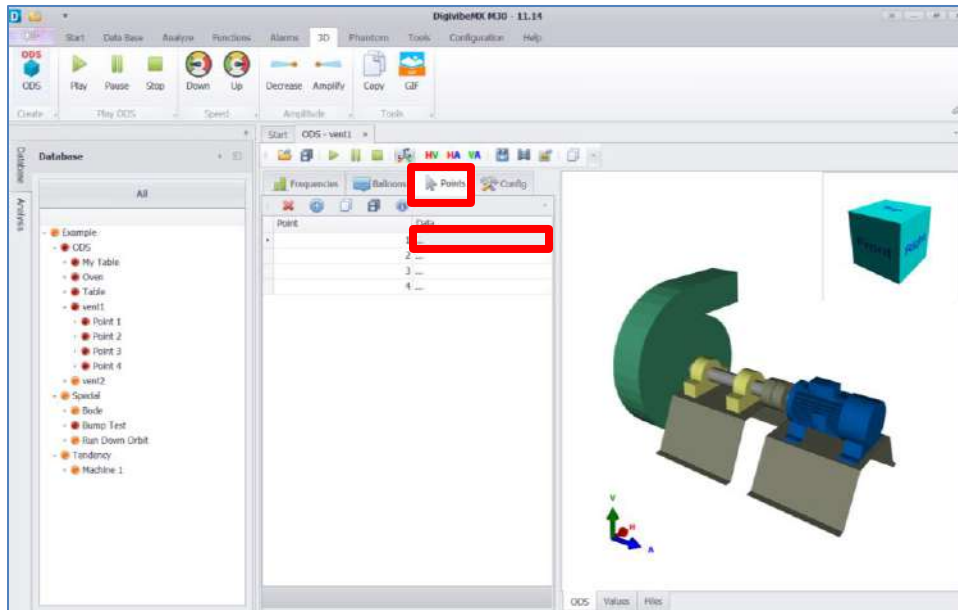 DigivibeMX M30 - 11.14
Start Data Base Analyze Functions Alarms 3D Phantom Tools Configuration Help
ODS
ODS Play Pause Stop Down Up Decrease Amplify Copy GIF
Create Play ODS Speed Amplitude Tools
Start ODS - vent1 ×
Database
HV HA VA
Database
Analysis
All
Frequencies Balloons Points Config
Point Data
Example
ODS
My Table
Oven
Table
vent1
Point 1
Point 2
Point 3
Point 4
vent2
Special
Bode
Bump Test
Run Down Orbit
Tendency
Machine 1
1 ...
2 ...
3 ...
4 ...
Front Right
V
H
A
ODS Values Files